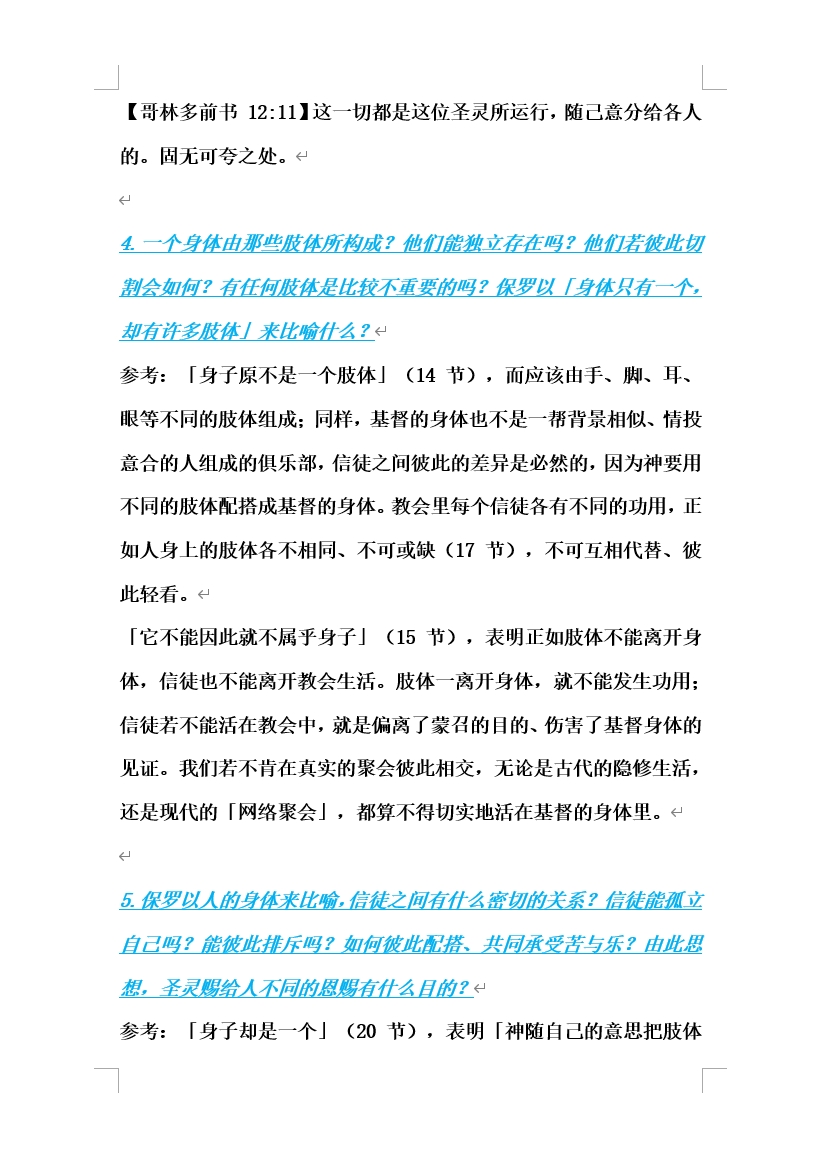 【哥林多前书 12:11】这一切都是这位圣灵所运行，随己意分给各人
的。固无可夸之处。
4.一个身体由那些肢体所构成？他们能独立存在吗？他们若彼此切
割会如何？有任何肢体是比较不重要的吗？保罗以「身体只有一个，
却有许多肢体」来比喻什么？
参考：「身子原不是一个肢体」（14 节），而应该由手、脚、耳、
眼等不同的肢体组成；同样，基督的身体也不是一帮背景相似、情投
意合的人组成的俱乐部，信徒之间彼此的差异是必然的，因为神要用
不同的肢体配搭成基督的身体。教会里每个信徒各有不同的功用，正
如人身上的肢体各不相同、不可或缺（17 节），不可互相代替、彼
此轻看。
「它不能因此就不属乎身子」（15 节），表明正如肢体不能离开身
体，信徒也不能离开教会生活。肢体一离开身体，就不能发生功用；
信徒若不能活在教会中，就是偏离了蒙召的目的、伤害了基督身体的
见证。我们若不肯在真实的聚会彼此相交，无论是古代的隐修生活，
还是现代的「网络聚会」，都算不得切实地活在基督的身体里。
5.保罗以人的身体来比喻，信徒之间有什么密切的关系？信徒能孤立
自己吗？能彼此排斥吗？如何彼此配搭、共同承受苦与乐？由此思
想，圣灵赐给人不同的恩赐有什么目的？
参考：「身子却是一个」（20 节），表明「神随自己的意思把肢体